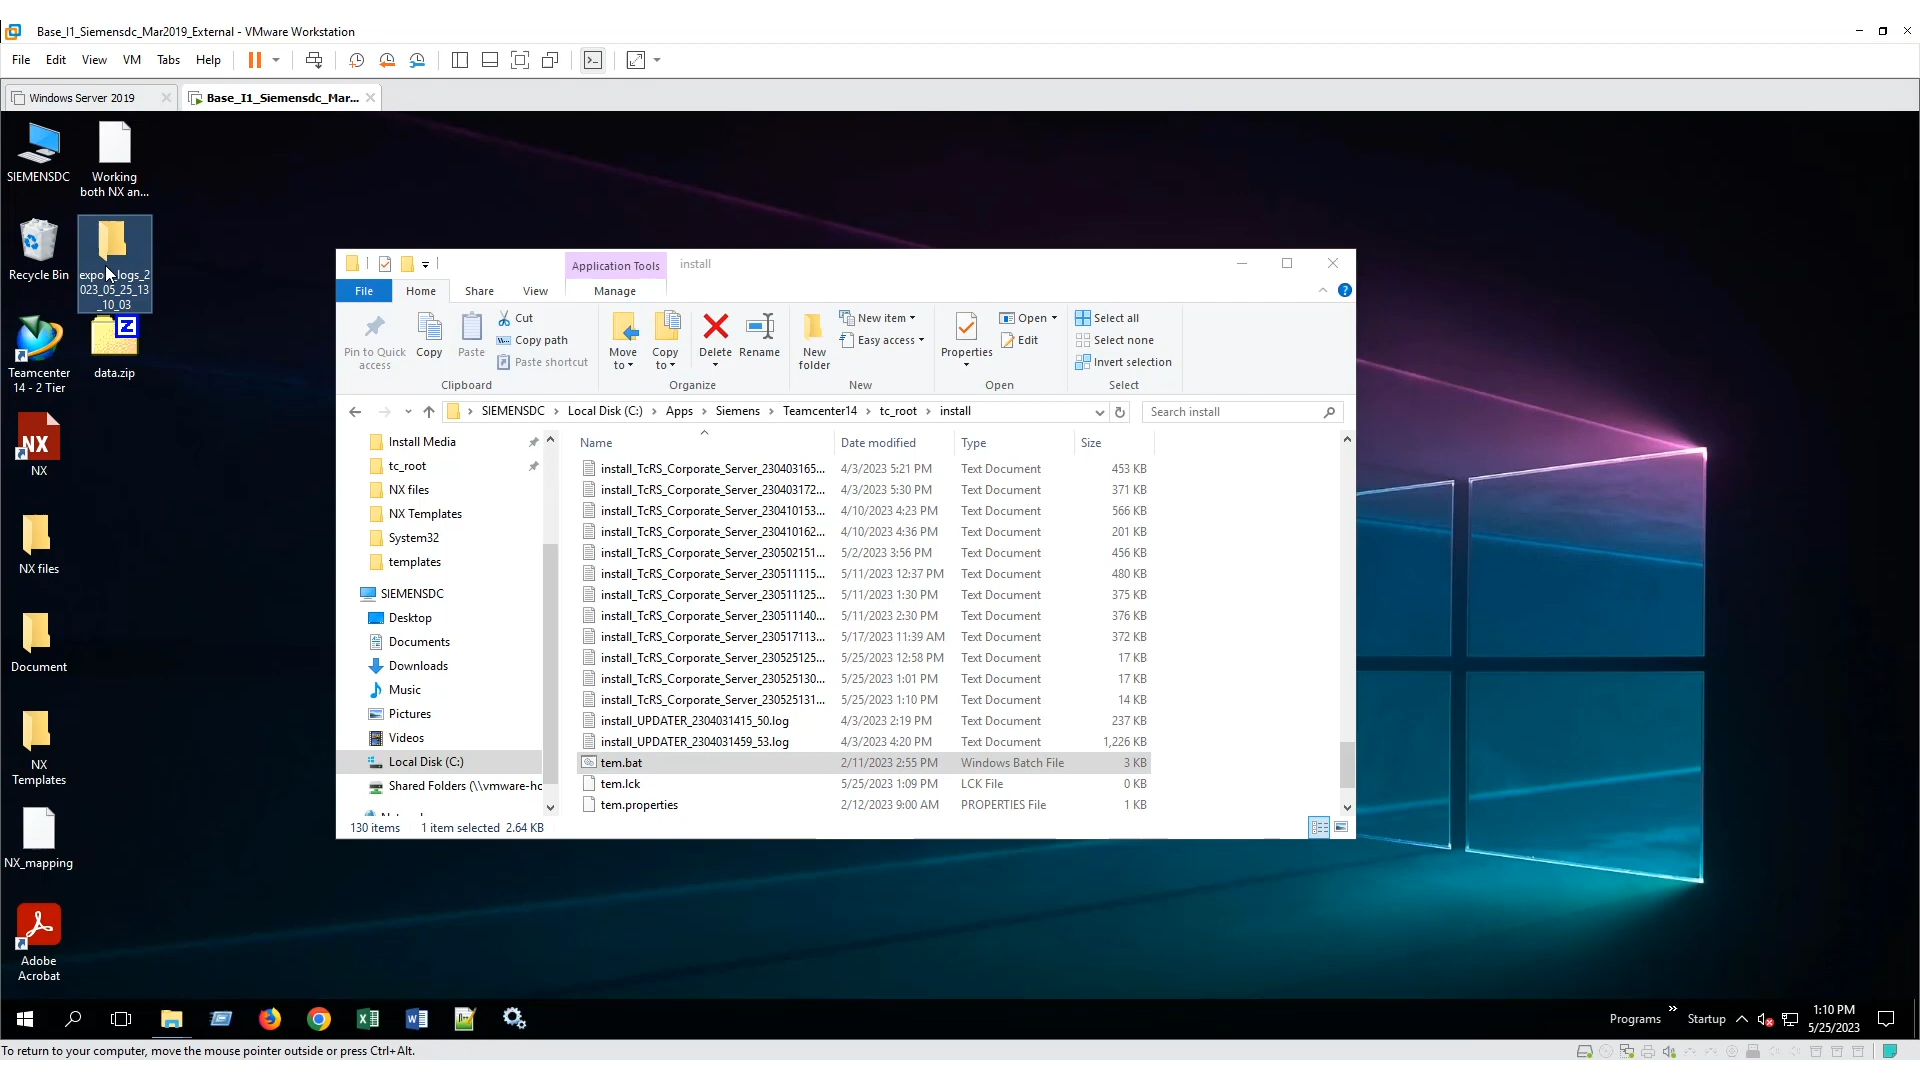 Base_I1_Siemensdc_Mar2019_External - VMware Workstation
File Edit View VM Tabs Help
Windows Server 2019
Base_I1_Siemensdc_Mar...
SIEMENSDC
Working
both NX an...
Recycle Bin
logs_2
023_05_25_13
_10_03
Teamcenter
14 - 2 Tier
data.zip
NX
NX files
Document
NX
Templates
NX_mapping
Adobe
Acrobat
Application Tools install
File Home Share View Manage
Pin to Quick
access
Copy
Paste
Cut
Copy path
Paste shortcut
Clipboard
Move
to
Copy
to
Delete
Rename
Organize
New
folder
New item
Easy access
New
Properties
Open
Edit
Open
Select all
Select none
Invert selection
Select
SIEMENSDC > Local Disk (C:) > Apps > Siemens > Teamcenter14 > tc_root > install
Search install
Install Media
tc_root
NX files
NX Templates
System32
templates
SIEMENSDC
Desktop
Documents
Downloads
Music
Pictures
Videos
Local Disk (C:)
Shared Folders (\\vmware-hc
Name Date modified Type Size
install_TcRS_Corporate_Server_230403165... 4/3/2023 5:21 PM Text Document 453 KB
install_TcRS_Corporate_Server_230403172... 4/3/2023 5:30 PM Text Document 371 KB
install_TcRS_Corporate_Server_230410153... 4/10/2023 4:23 PM Text Document 566 KB
install_TcRS_Corporate_Server_230410162... 4/10/2023 4:36 PM Text Document 201 KB
install_TcRS_Corporate_Server_230502151... 5/2/2023 3:56 PM Text Document 456 KB
install_TcRS_Corporate_Server_230511115... 5/11/2023 12:37 PM Text Document 480 KB
install_TcRS_Corporate_Server_230511125... 5/11/2023 1:30 PM Text Document 375 KB
install_TcRS_Corporate_Server_230511140... 5/11/2023 2:30 PM Text Document 376 KB
install_TcRS_Corporate_Server_230517113... 5/17/2023 11:39 AM Text Document 372 KB
install_TcRS_Corporate_Server_230525125... 5/25/2023 12:58 PM Text Document 17 KB
install_TcRS_Corporate_Server_230525130... 5/25/2023 1:01 PM Text Document 17 KB
install_TcRS_Corporate_Server_230525131... 5/25/2023 1:10 PM Text Document 14 KB
install_UPDATER_2304031415_50.log 4/3/2023 2:19 PM Text Document 237 KB
install_UPDATER_2304031459_53.log 4/3/2023 4:20 PM Text Document 1,226 KB
tem.bat 2/11/2023 2:55 PM Windows Batch File 3 KB
tem.lck 5/25/2023 1:09 PM LCK File 0 KB
tem.properties 2/12/2023 9:00 AM PROPERTIES File 1 KB
130 items 1 item selected 2.64 KB
Programs » Startup
1:10 PM
5/25/2023
To return to your computer, move the mouse pointer outside or press Ctrl+Alt.